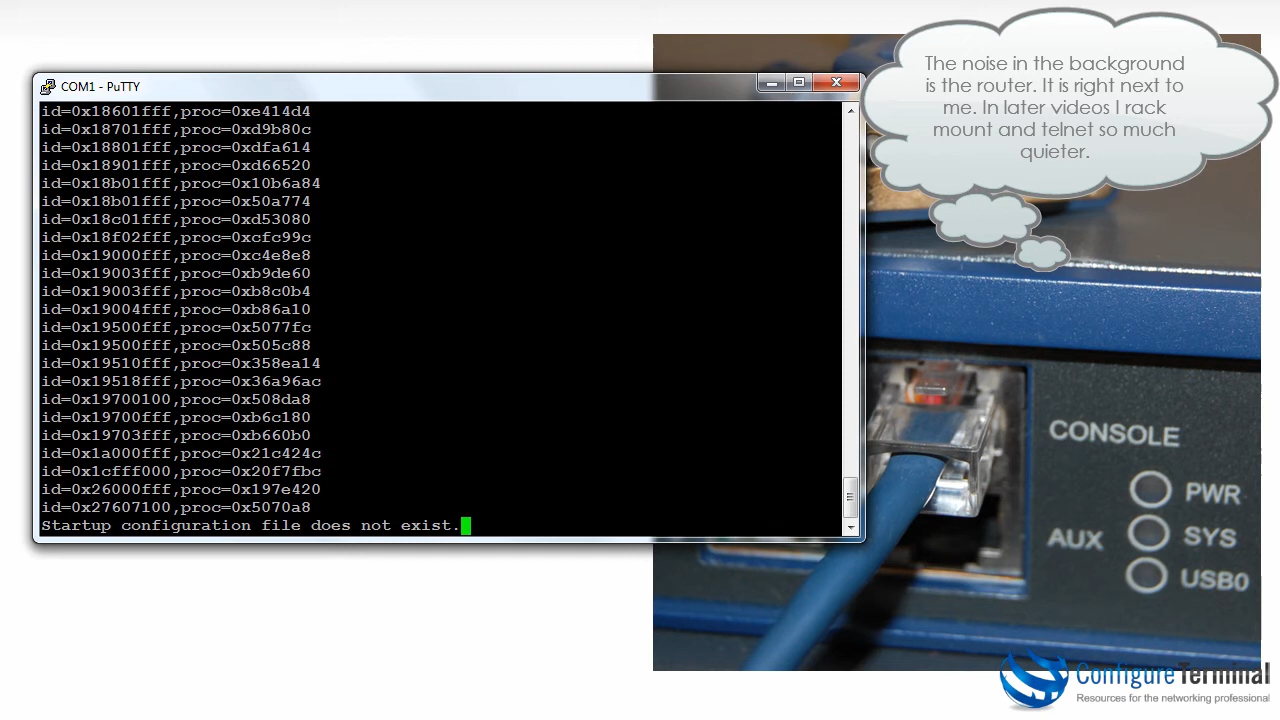 COM1 - PuTTY
id=0x18601fff,proc=0xe414d4
id=0x18701fff,proc=0xd9b80c
id=0x18801fff,proc=0xdfa614
id=0x18901fff,proc=0xd66520
id=0x18b01fff,proc=0x10b6a84
id=0x18b01fff,proc=0x50a774
id=0x18c01fff,proc=0xd53080
id=0x18f02fff,proc=0xcfc99c
id=0x19000fff,proc=0xc4e8e8
id=0x19003fff,proc=0xb9de60
id=0x19003fff,proc=0xb8c0b4
id=0x19004fff,proc=0xb86a10
id=0x19500fff,proc=0x5077fc
id=0x19500fff,proc=0x505c88
id=0x19510fff,proc=0x358ea14
id=0x19518fff,proc=0x36a96ac
id=0x19700100,proc=0x508da8
id=0x19700fff,proc=0xb6c180
id=0x19703fff,proc=0xb660b0
id=0x1a000fff,proc=0x21c424c
id=0x1cfff000,proc=0x20f7fbc
id=0x26000fff,proc=0x197e420
id=0x27607100,proc=0x5070a8
Startup configuration file does not exist.
The noise in the background
is the router. It is right next to
me. In later videos I rack
mount and telnet so much
quieter.
CONSOLE
PWR
AUX
SYS
USB0
Configure Terminal
Resources for the networking professional